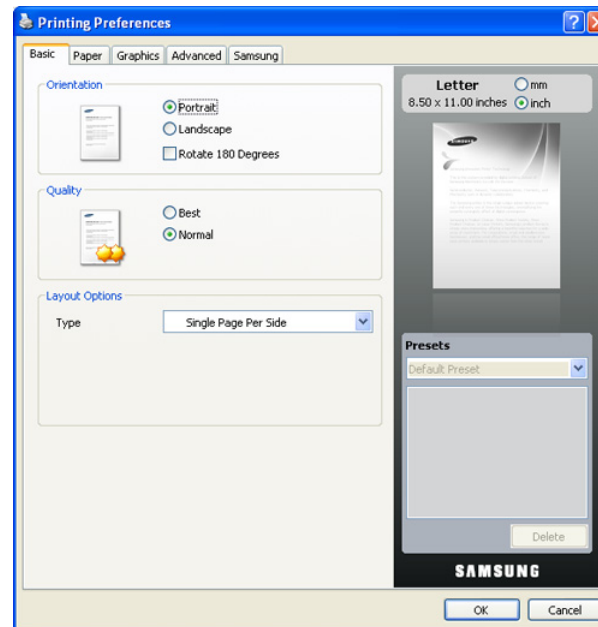 Printing Preferences
Basic Paper Graphics Advanced Samsung
Orientation
Portrait
Landscape
Rotate 180 Degrees
Quality
Best
Normal
Layout Options
Type Single Page Per Side
Letter mm
8.50 x 11.00 inches inch
SAMSUNG
Presets
Default Preset
Delete
SAMSUNG
OK Cancel